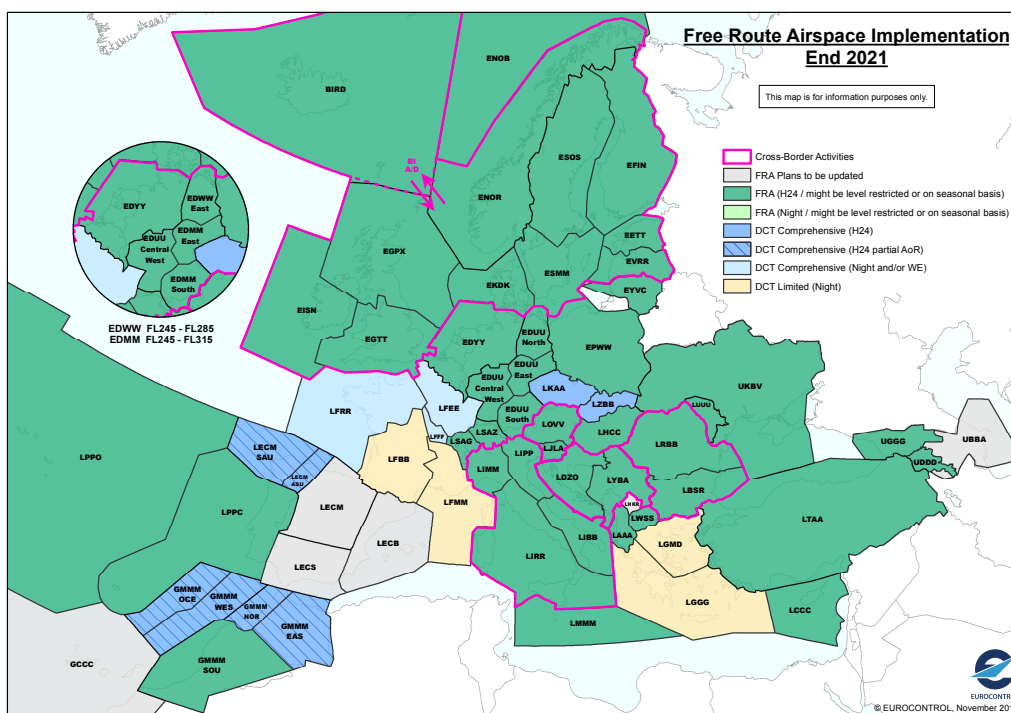 Free Route Airspace Implementation
End 2021
This map is for information purposes only.
Cross-Border Activities
FRA Plans to be updated
FRA (H24 / might be level restricted or on seasonal basis)
FRA (Night / might be level restricted or on seasonal basis)
DCT Comprehensive (H24)
DCT Comprehensive (H24 partial AoR)
DCT Comprehensive (Night and/or WE)
DCT Limited (Night)
BIRD
ENOB
BI
A/D
ESOS
EFIN
ENOR
EGPX
EETT
EVRR
ESMM
EKDK
EYVC
EISN
EGTT
EDYY
EDWW
East
EDMM
East
EDUU
Central
West
EDMM
South
EDWW FL245 - FL285
EDMM FL245 - FL315
EDYY
EDUU
North
EPWW
EDUU
East
EDUU
Central
West
EDUU
South
LKAA
LZBB
UKBV
LUUU
LFRR
LFEE
LFFF
LSAZ
LSAG
LOVV
LHCC
LJLA
LRBB
UGGG
UBBA
UDDD
LPPO
LECM
SAU
LECM
ASU
LFBB
LIMM
LIPP
LDZO
LYBA
LBSR
LPPC
LECM
LFMM
LWSS
LTAA
LECB
LIBB
LAAA
LGMD
LIRR
LECS
GMMM
OCE
GMMM
WES
GMMM
NOR
GMMM
EAS
LGGG
LCCC
LMMM
GCCC
GMMM
SOU
EUROCONTROL
© EUROCONTROL, November 201